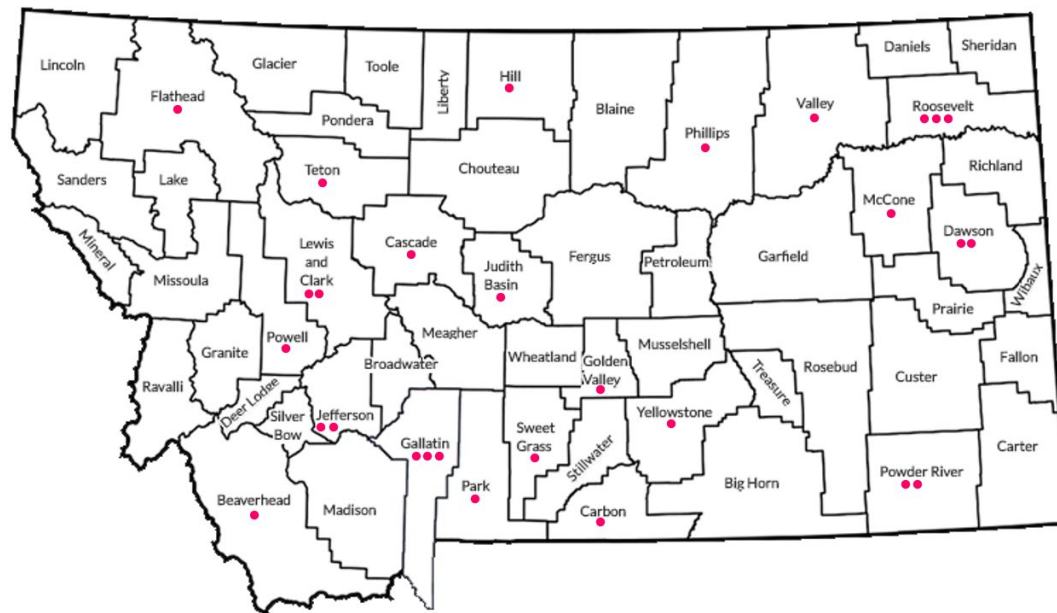 Lincoln
Flathead
Glacier
Toole
Liberty
Hill
Blaine
Phillips
Valley
Daniels
Sheridan
Roosevelt
Pondera
Teton
Chouteau
Sanders
Lake
Richland
McCone
Dawson
Mineral
Missoula
Lewis
and
Clark
Cascade
Judith
Basin
Fergus
Petroleum
Garfield
Wibaux
Prairie
Powell
Granite
Ravalli
Meagher
Broadwater
Wheatland
Golden
Valley
Musselshell
Treasure
Rosebud
Custer
Fallon
Deer Lodge
Silver
Bow
Jefferson
Gallatin
Sweet
Grass
Stillwater
Yellowstone
Carter
Powder River
Beaverhead
Madison
Park
Carbon
Big Horn